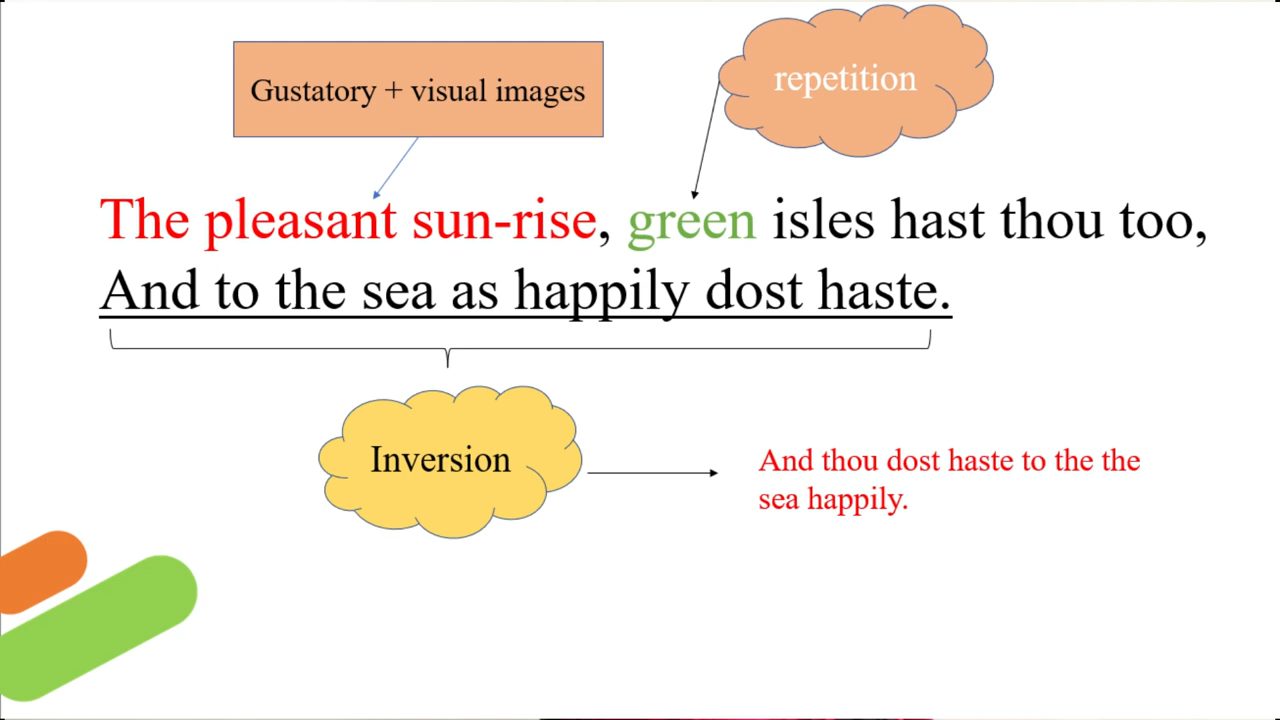 Gustatory + visual images
repetition
The pleasant sun-rise, green isles hast thou too,
And to the sea as happily dost haste.
Inversion
And thou dost haste to the the
sea happily.